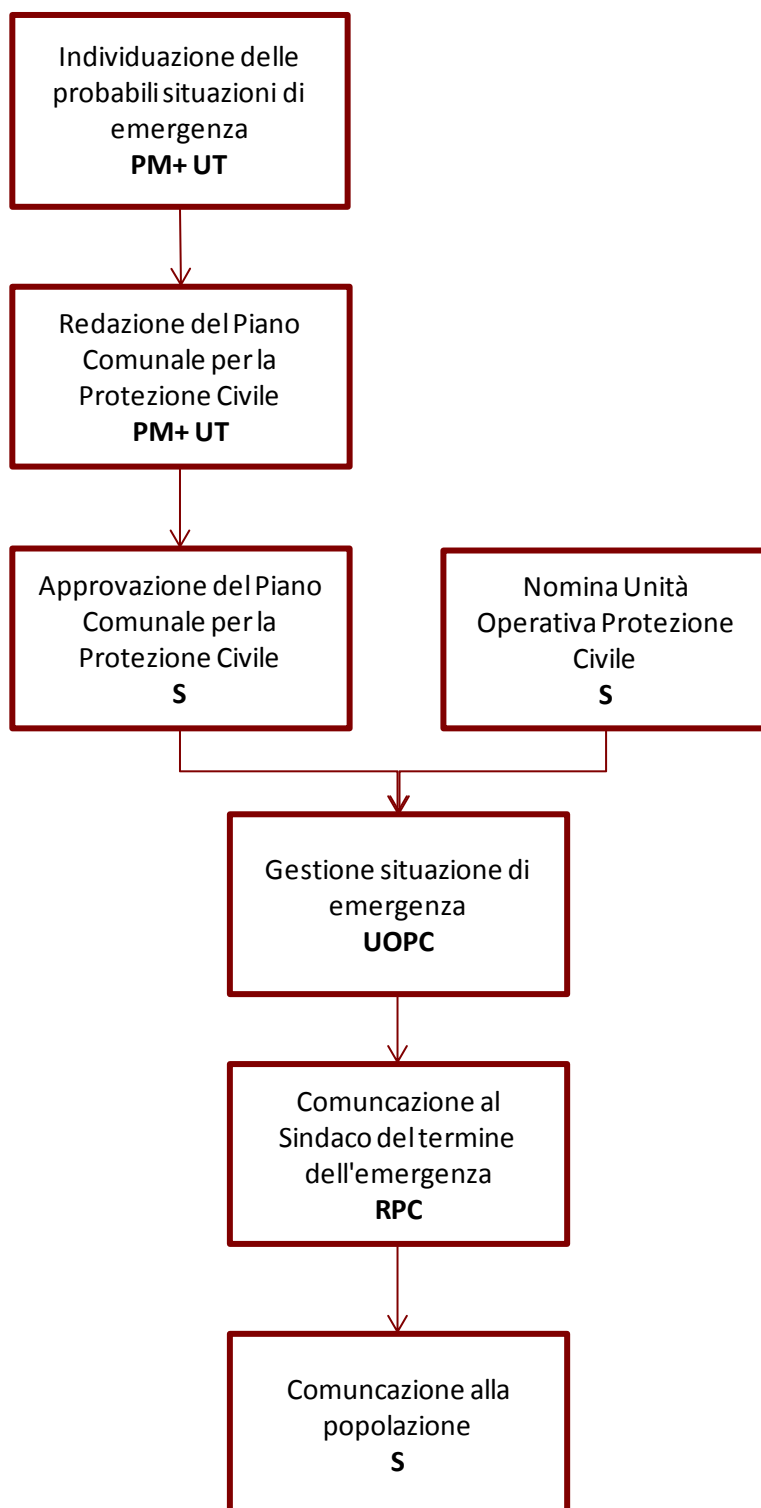 Individuazione delle
probabili situazioni di
emergenza
PM+ UT
Redazione del Piano
Comunale per la
Protezione Civile
PM+ UT
Approvazione del Piano
Comunale per la
Protezione Civile
S
Nomina Unità
Operativa Protezione
Civile
S
Gestione situazione di
emergenza
UOPC
Comuncazione al
Sindaco del termine
dell'emergenza
RPC
Comuncazione alla
popolazione
S